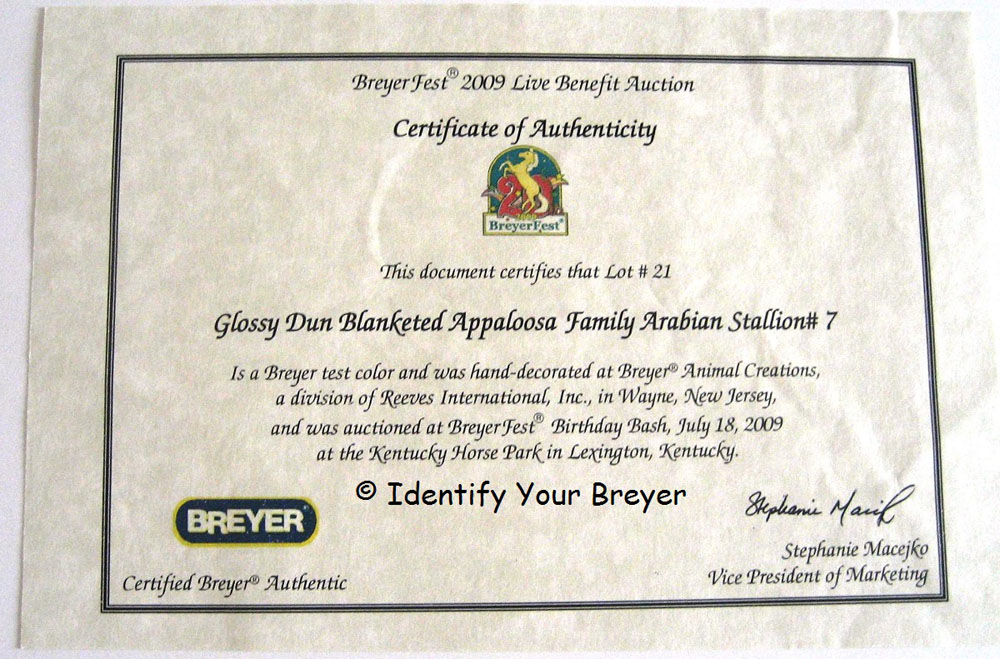 BreyerFest® 2009 Live Benefit Auction
Certificate of Authenticity
20
BreyerFest®
This document certifies that Lot # 21
Glossy Dun Blanketed Appaloosa Family Arabian Stallion# 7
Is a Breyer test color and was hand-decorated at Breyer® Animal Creations,
a division of Reeves International, Inc., in Wayne, New Jersey,
and was auctioned at BreyerFest® Birthday Bash, July 18, 2009
at the Kentucky Horse Park in Lexington, Kentucky.
© Identify Your Breyer
BREYER
Stephanie Macejko
Stephanie Macejko
Vice President of Marketing
Certified Breyer® Authentic